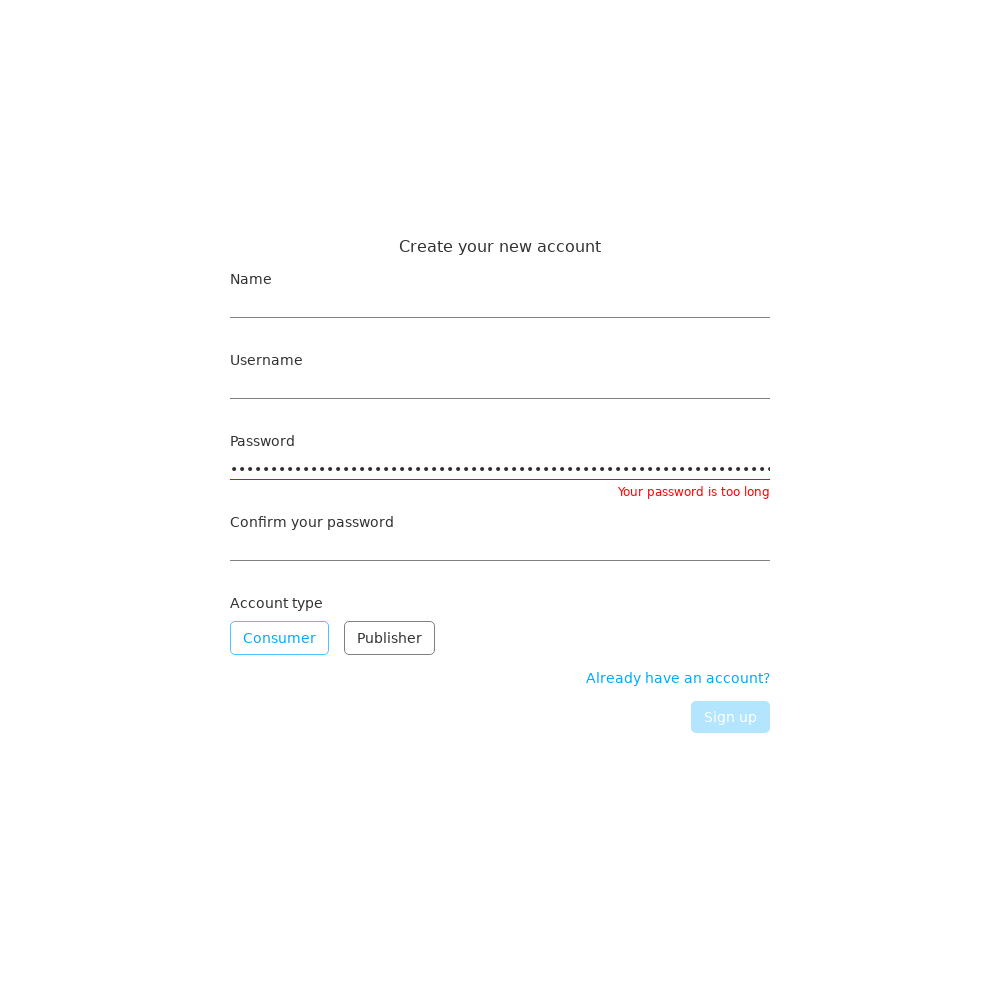 Create your new account
Name
Username
Password
••••••••••••••••••••••••••••••••••••••••••••••••••••••••••••••••••••
Your password is too long
Confirm your password
Account type
Consumer Publisher
Already have an account?
Sign up